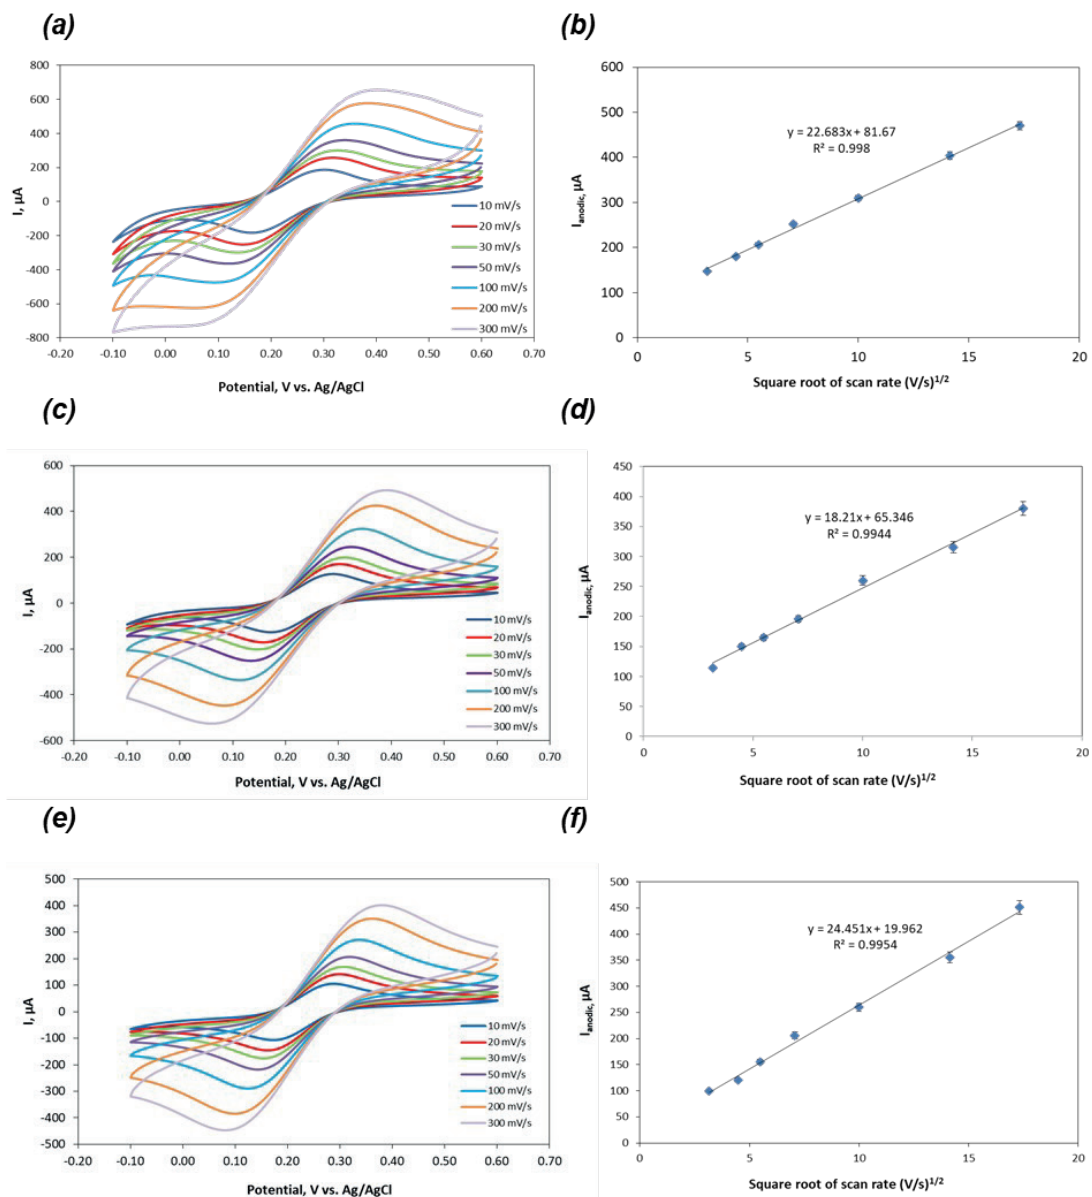 (a)
800
600
400
200
0
-200
-400
-600
-800
I, µA
-0.20 -0.10 0.00 0.10 0.20 0.30 0.40 0.50 0.60 0.70
Potential, V vs. Ag/AgCl
10 mV/s
20 mV/s
30 mV/s
50 mV/s
100 mV/s
200 mV/s
300 mV/s
(b)
600
500
400
300
200
100
0
Ianodic, µA
y = 22.683x + 81.67
R² = 0.998
0 5 10 15 20
Square root of scan rate (V/s)1/2
(c)
600
400
200
0
-200
-400
-600
I, µA
-0.20 -0.10 0.00 0.10 0.20 0.30 0.40 0.50 0.60 0.70
Potential, V vs. Ag/AgCl
10 mV/s
20 mV/s
30 mV/s
50 mV/s
100 mV/s
200 mV/s
300 mV/s
(d)
450
400
350
300
250
200
150
100
50
0
Ianodic, µA
y = 18.21x + 65.346
R² = 0.9944
0 5 10 15 20
Square root of scan rate (V/s)1/2
(e)
500
400
300
200
100
0
-100
-200
-300
-400
-500
I, µA
-0.20 -0.10 0.00 0.10 0.20 0.30 0.40 0.50 0.60 0.70
Potential, V vs. Ag/AgCl
10 mV/s
20 mV/s
30 mV/s
50 mV/s
100 mV/s
200 mV/s
300 mV/s
(f)
500
450
400
350
300
250
200
150
100
50
0
Ianodic, µA
y = 24.451x + 19.962
R² = 0.9954
0 5 10 15 20
Square root of scan rate (V/s)1/2